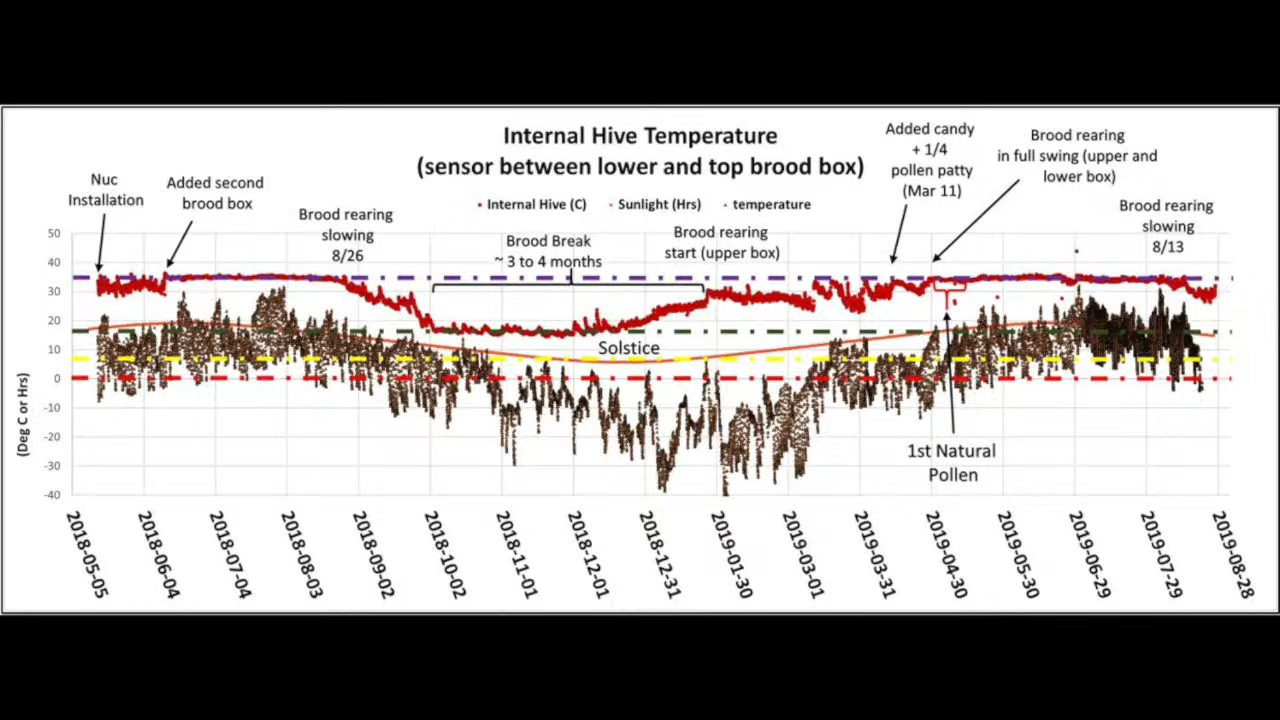 Internal Hive Temperature
(sensor between lower and top brood box)
• Internal Hive (C) • Sunlight (Hrs) ▴ temperature
Nuc
Installation
Added second
brood box
Brood rearing
slowing
8/26
Brood Break
~ 3 to 4 months
Brood rearing
start (upper box)
Added candy
+ 1/4
pollen patty
(Mar 11)
Brood rearing
in full swing (upper and
lower box)
Brood rearing
slowing
8/13
Solstice
1st Natural
Pollen
(Deg C or Hrs)
50
40
30
20
10
0
-10
-20
-30
-40
2018-05-05
2018-06-04
2018-07-04
2018-08-03
2018-09-02
2018-10-02
2018-11-01
2018-12-01
2018-12-31
2019-01-30
2019-03-01
2019-03-31
2019-04-30
2019-05-30
2019-06-29
2019-07-29
2019-08-28